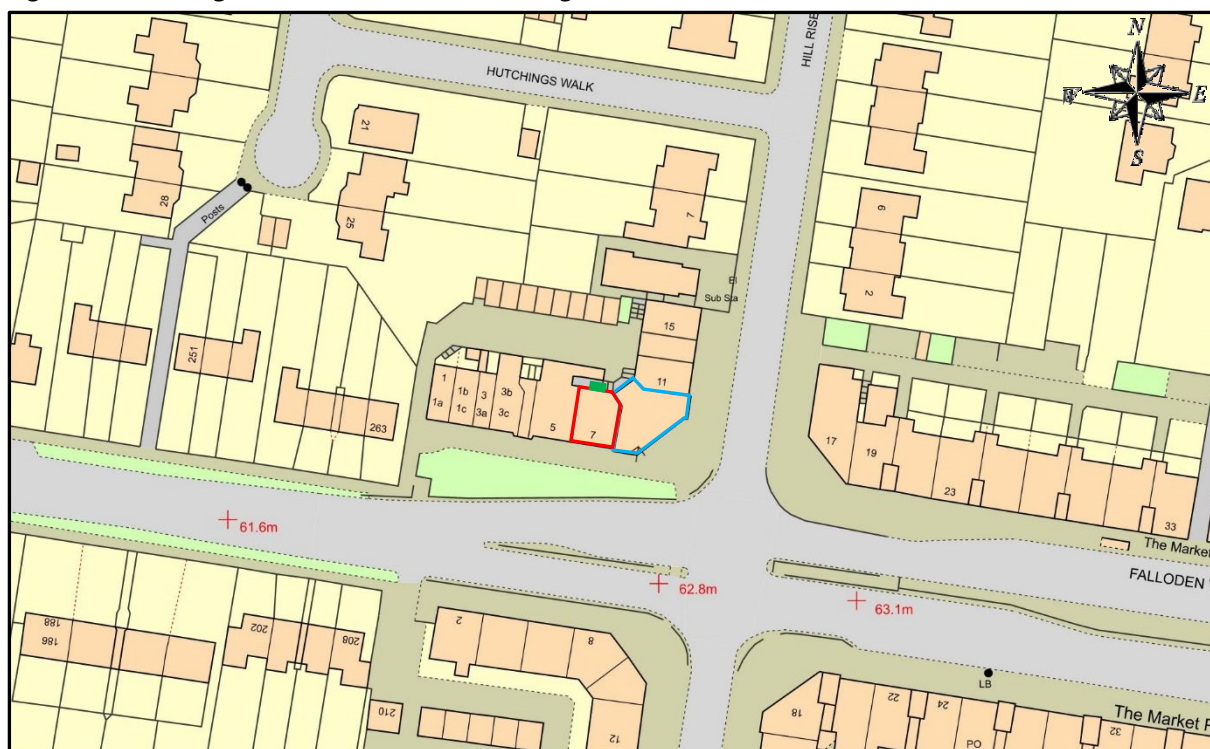 HUTCHINGS WALK
HILL RISE
N
W
E
S
21
28
25
Posts
7
6
2
El
Sub Sta
15
251
263
1
1a
1b
1c
3
3a
3b
3c
5
7
11
17
19
23
33
61.6m
62.8m
63.1m
The Market
FALLODEN
188
186
202
208
210
2
8
12
LB
18
22
24
PO
32
The Market